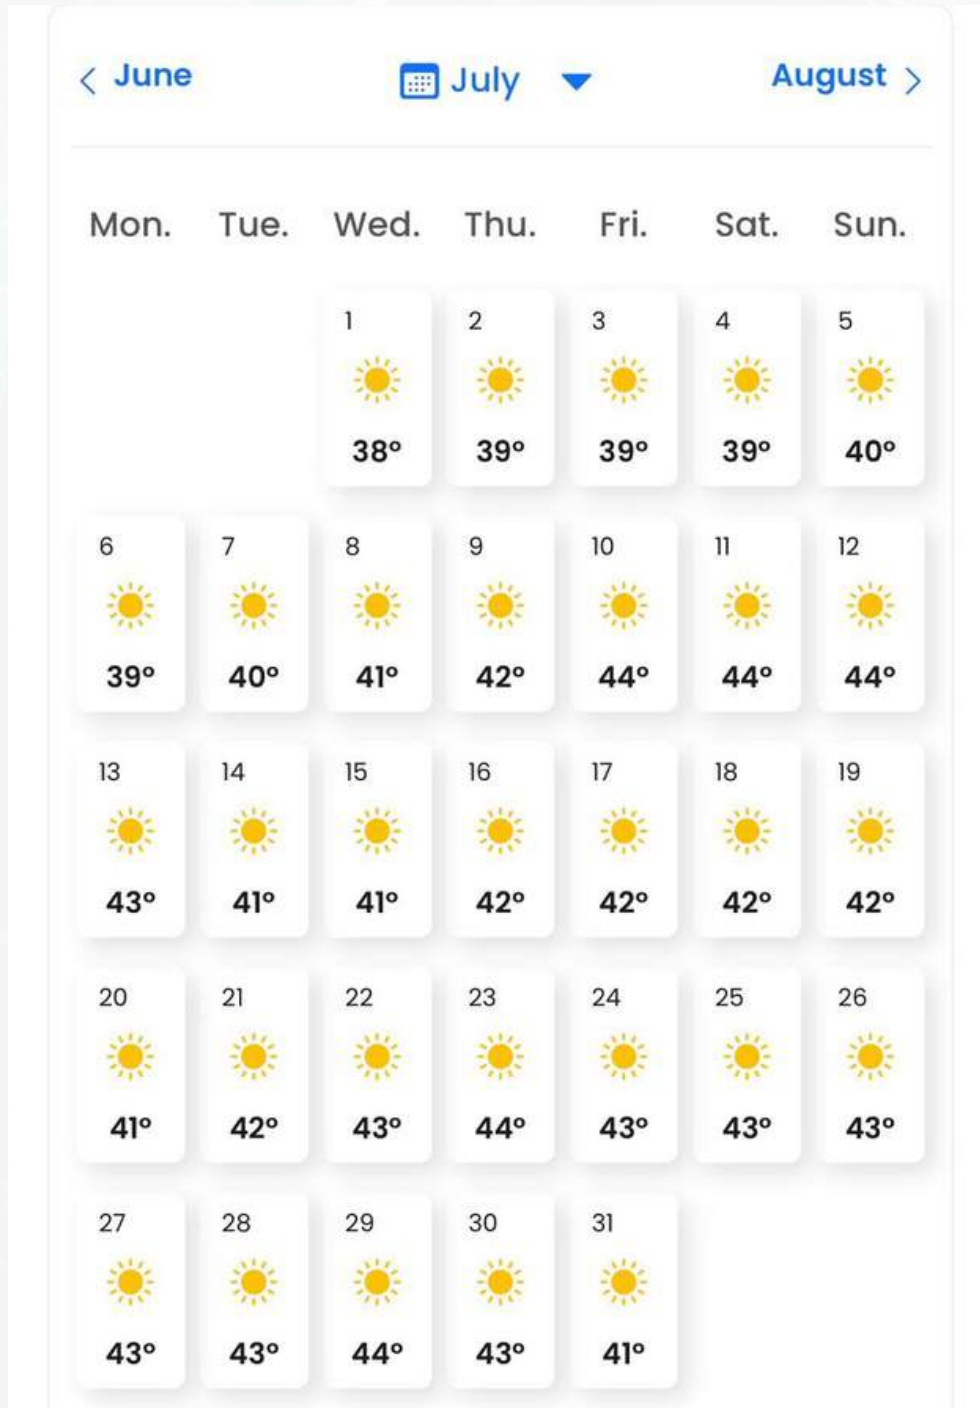 June July August
Mon. Tue. Wed. Thu. Fri. Sat. Sun.
1 2 3 4 5
38° 39° 39° 39° 40°
6 7 8 9 10 11 12
39° 40° 41° 42° 44° 44° 44°
13 14 15 16 17 18 19
43° 41° 41° 42° 42° 42° 42°
20 21 22 23 24 25 26
41° 42° 43° 44° 43° 43° 43°
27 28 29 30 31
43° 43° 44° 43° 41°